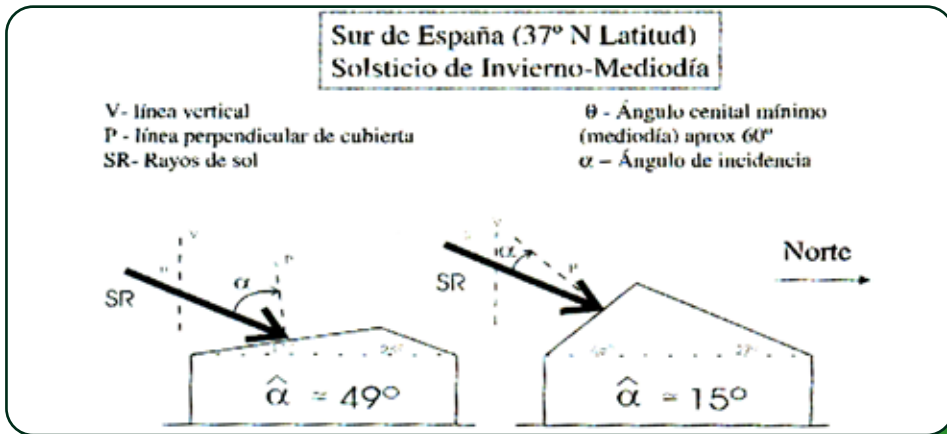 Sur de España (37º N Latitud)
Solsticio de Invierno-Mediodía
V- línea vertical
P - línea perpendicular de cubierta
SR- Rayos de sol
θ - Ángulo cenital mínimo
(mediodía) aprox 60º
α – Ángulo de incidencia
V
P
α
SR
α̂ ≈ 49º
V
α
P
SR
α̂ ≈ 15º
Norte